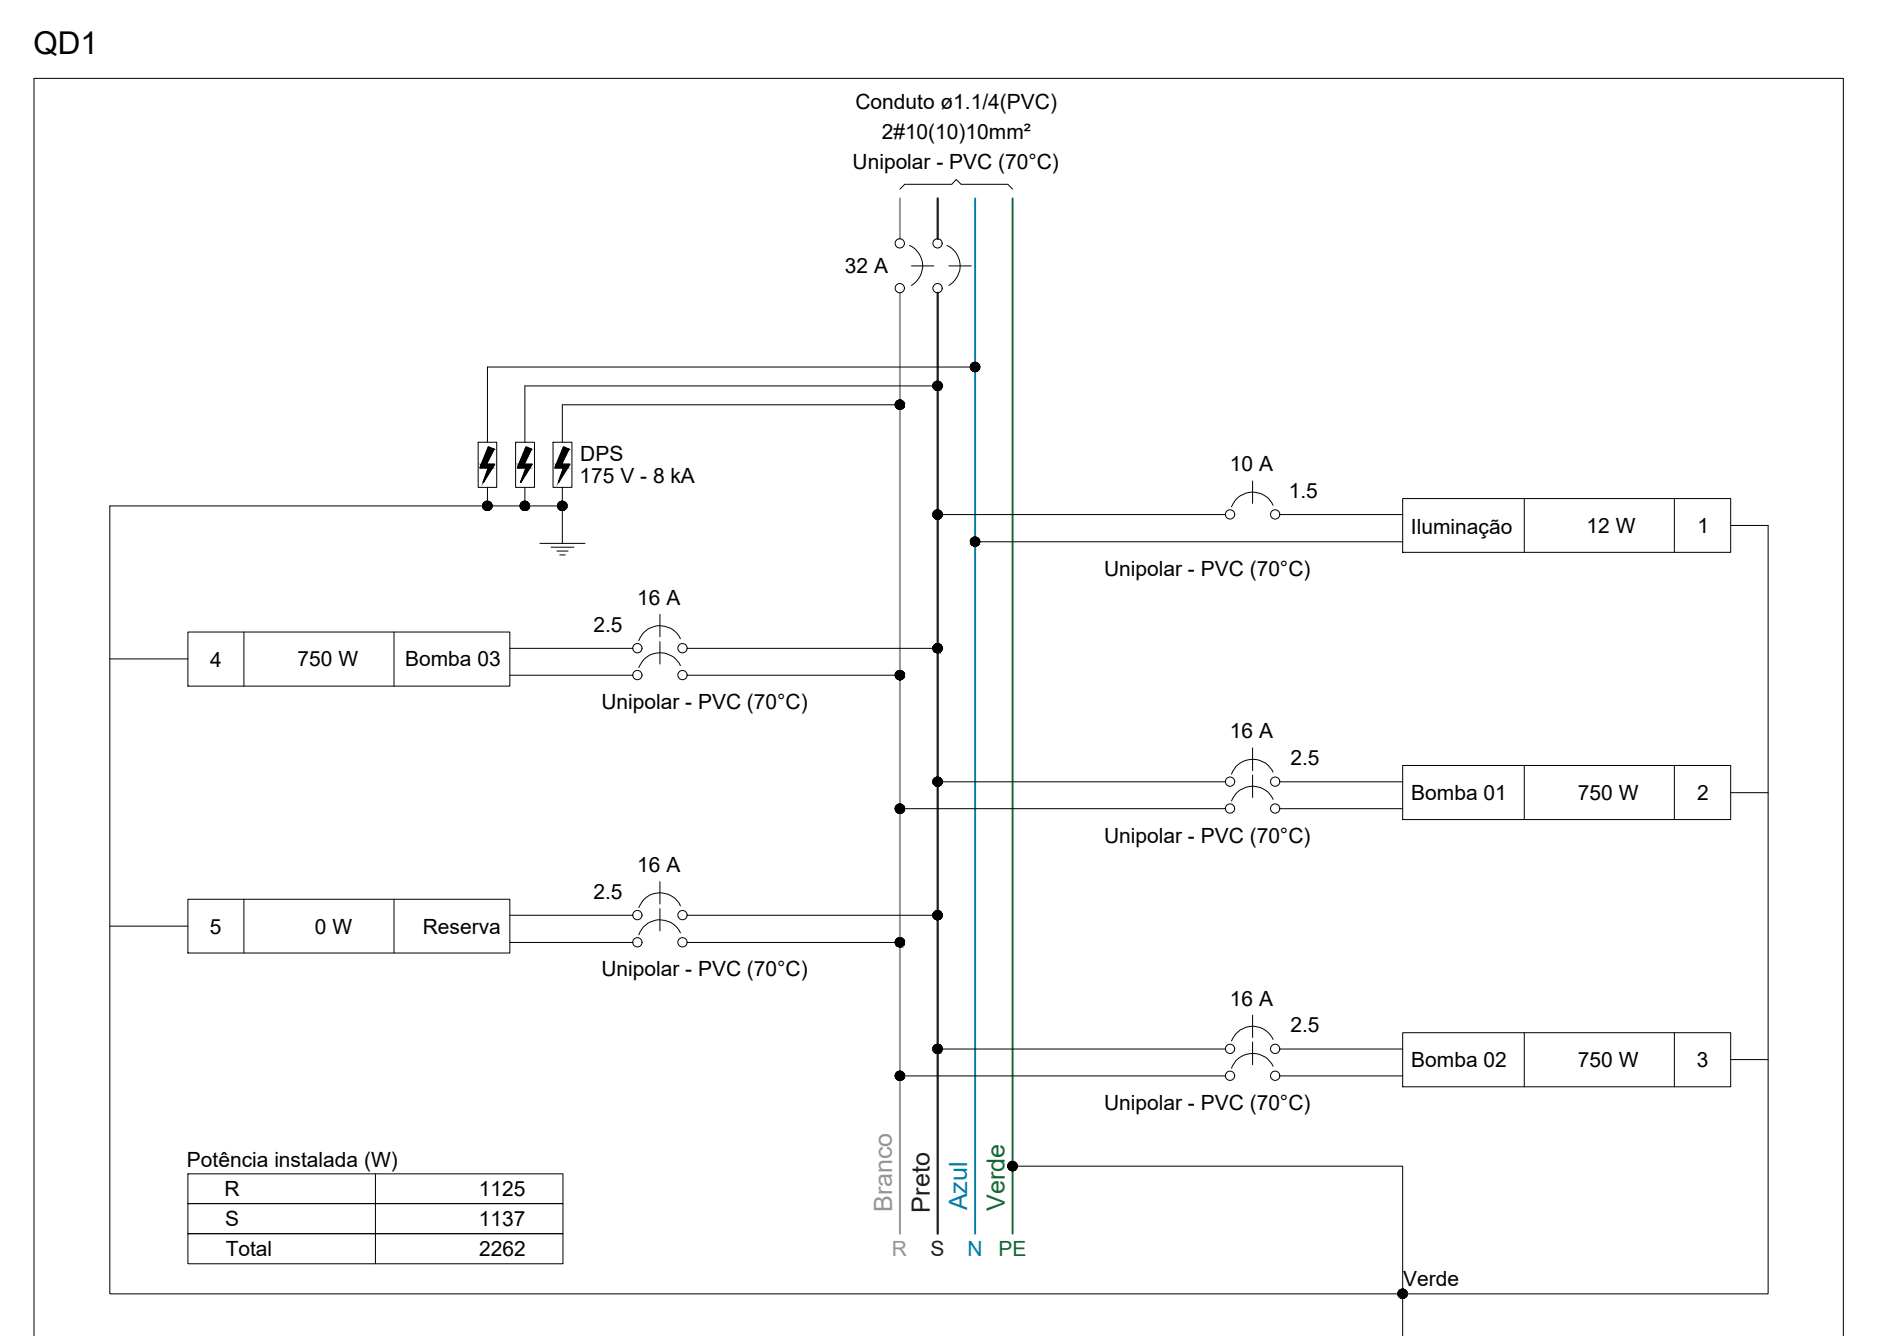 QD1
Conduto ø1.1/4(PVC)
2#10(10)10mm²
Unipolar - PVC (70°C)
32 A
DPS
175 V - 8 kA
10 A
1.5
Iluminação 12 W 1
Unipolar - PVC (70°C)
16 A
2.5
4 750 W Bomba 03
Unipolar - PVC (70°C)
16 A
2.5
Bomba 01 750 W 2
Unipolar - PVC (70°C)
16 A
2.5
5 0 W Reserva
Unipolar - PVC (70°C)
16 A
2.5
Bomba 02 750 W 3
Unipolar - PVC (70°C)
Potência instalada (W)
R 1125
S 1137
Total 2262
Branco
Preto
Azul
Verde
R S N PE
Verde